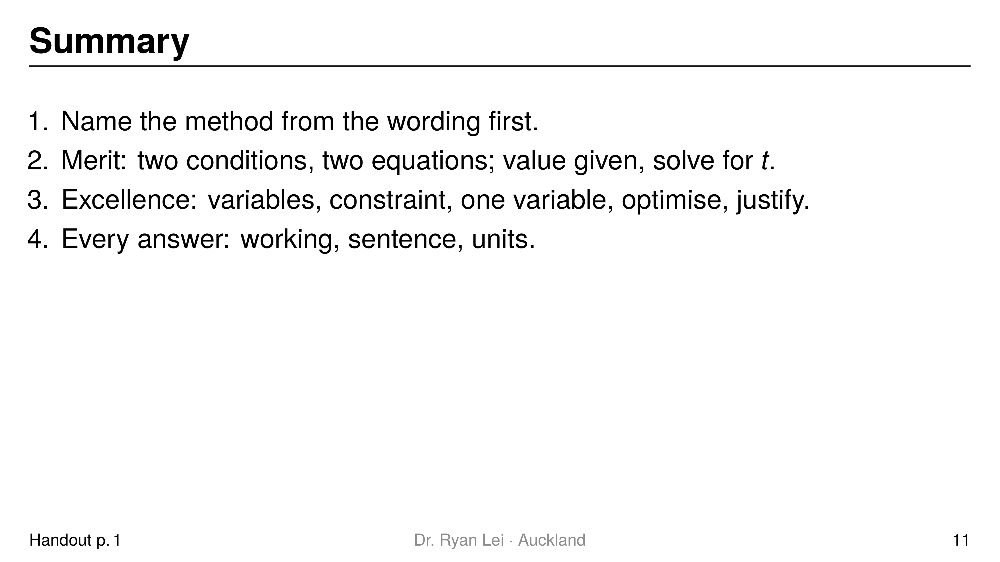 Summary
1. Name the method from the wording first.
2. Merit: two conditions, two equations; value given, solve for t.
3. Excellence: variables, constraint, one variable, optimise, justify.
4. Every answer: working, sentence, units.
Handout p. 1
Dr. Ryan Lei · Auckland
11